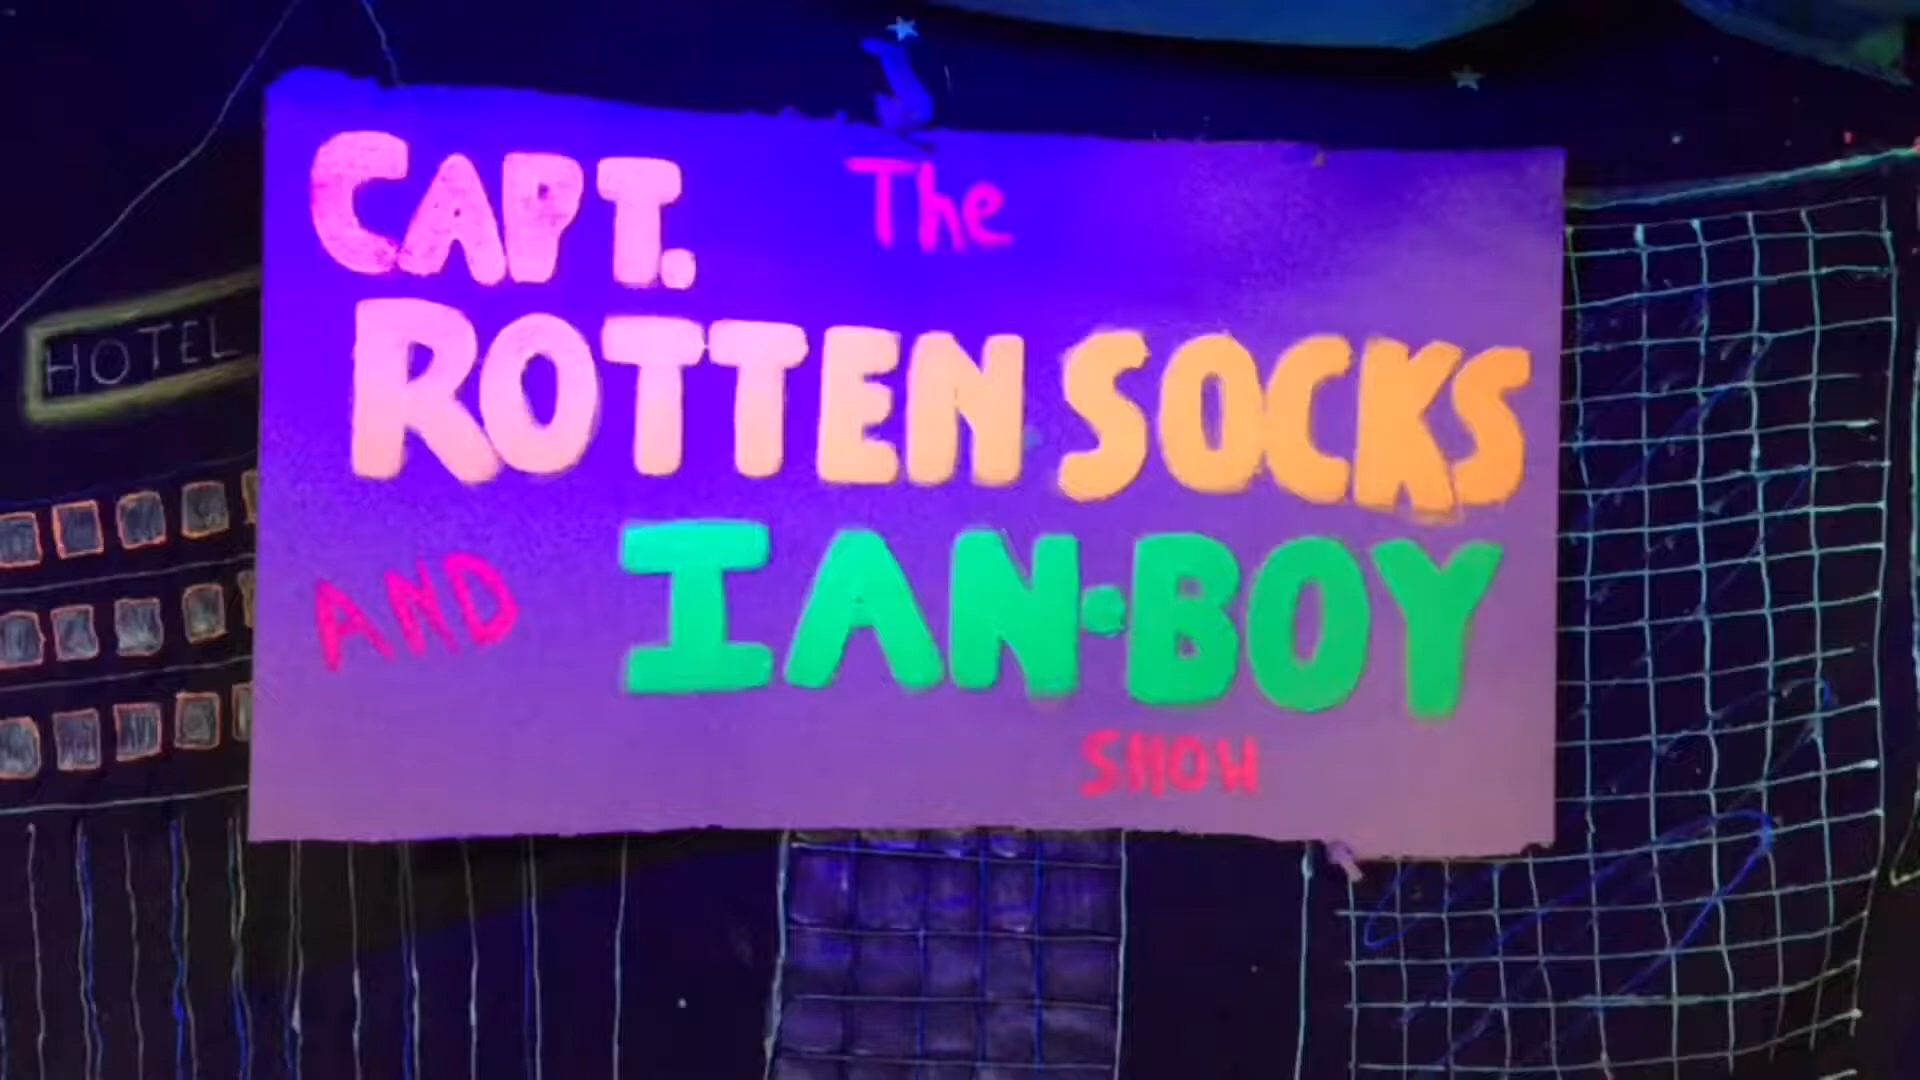 The
CAPT.
ROTTEN SOCKS
AND IAN-BOY
SHOW
HOTEL